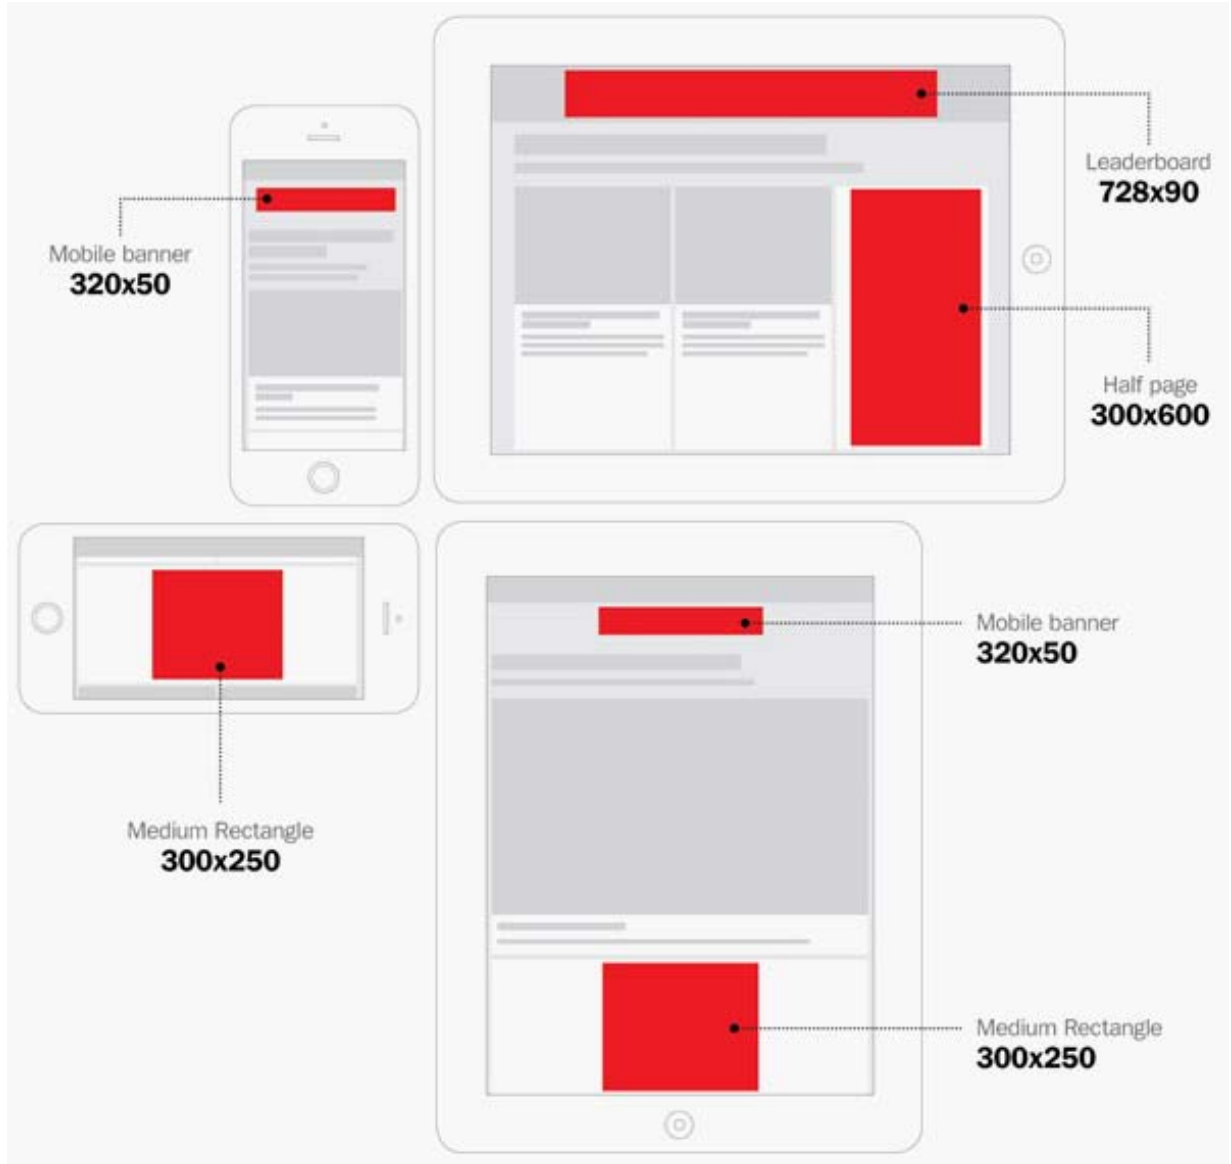 Leaderboard
728x90
Mobile banner
320x50
Half page
300x600
Mobile banner
320x50
Medium Rectangle
300x250
Medium Rectangle
300x250